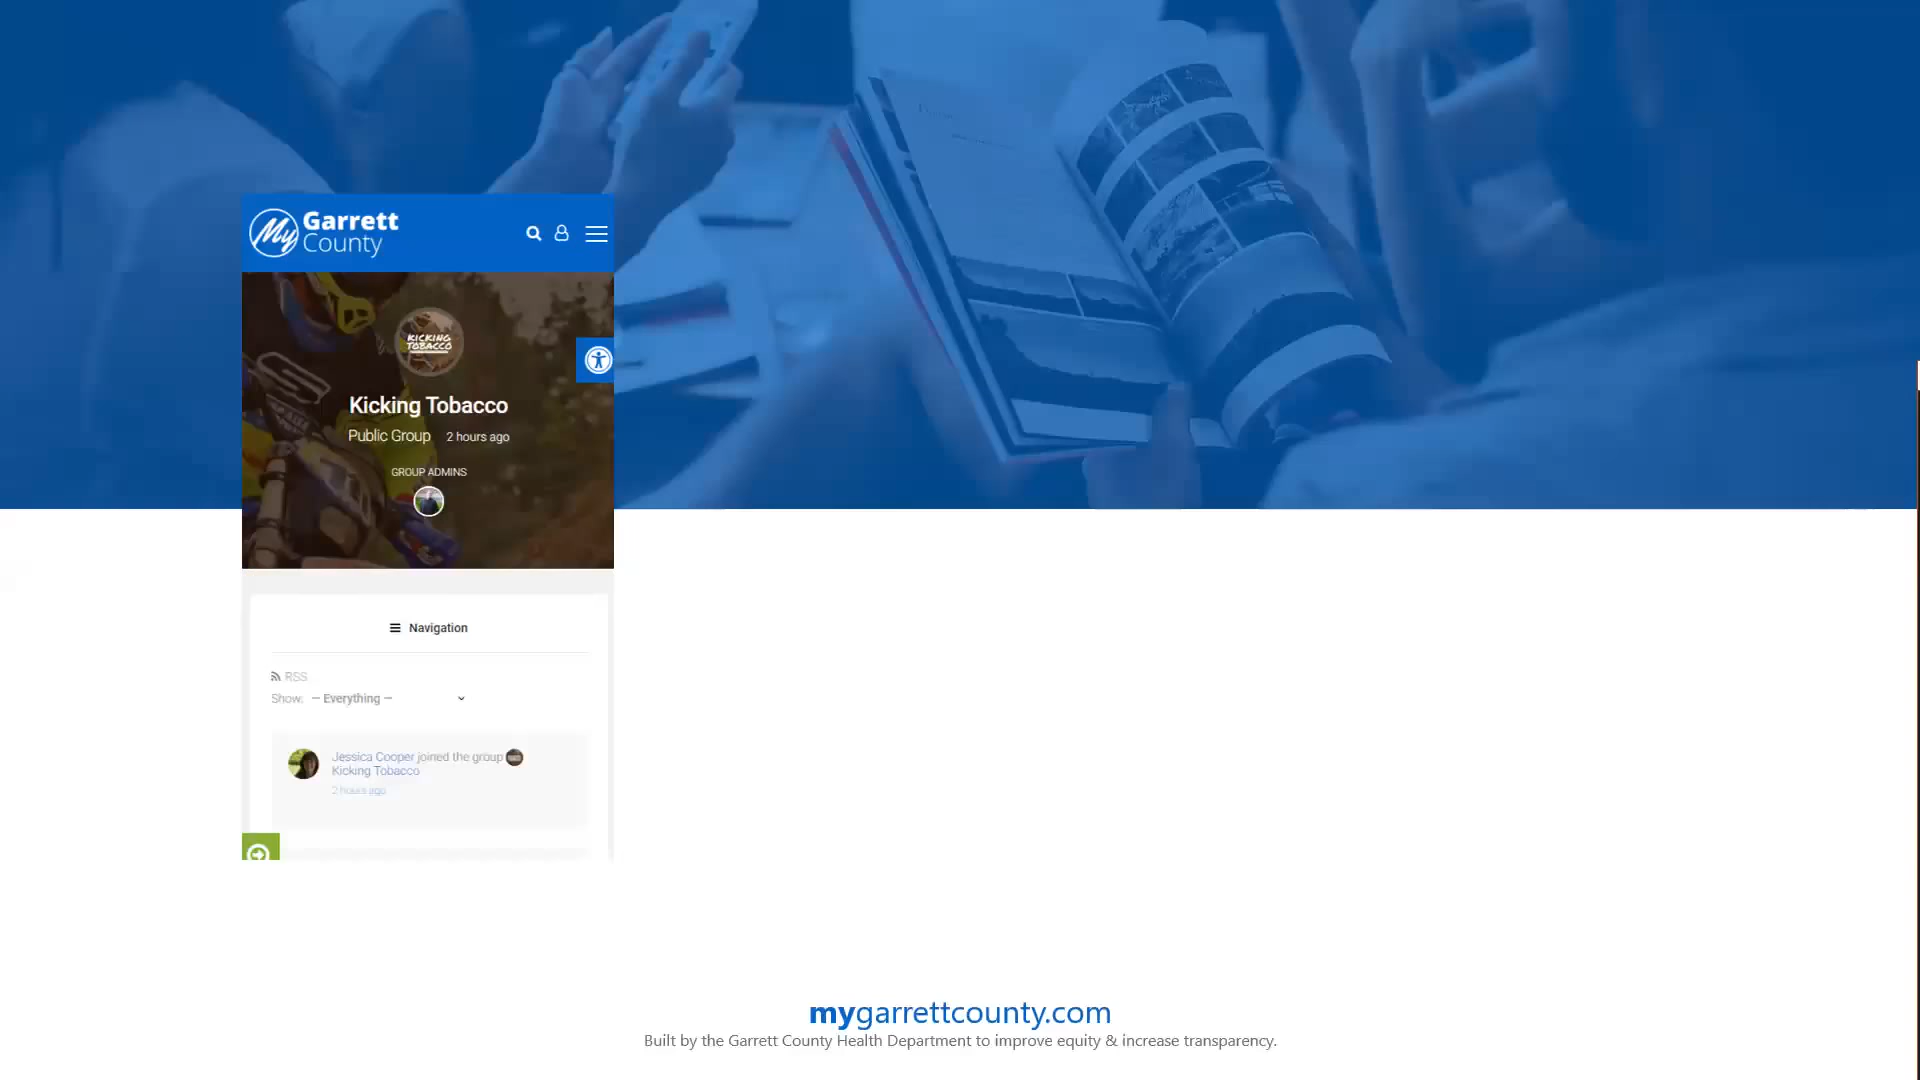 My Garrett
County
KICKING
TOBACCO
Kicking Tobacco
Public Group 2 hours ago
GROUP ADMINS
Navigation
RSS
Show: — Everything —
Jessica Cooper joined the group
Kicking Tobacco
2 hours ago
mygarrettcounty.com
Built by the Garrett County Health Department to improve equity & increase transparency.